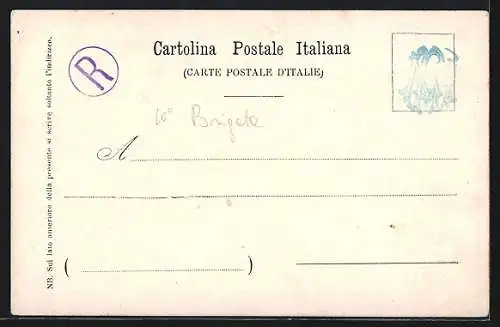 Cartolina Postale Italiana
(CARTE POSTALE D'ITALIE)
R
10° Brigata
A
( )
NB. Sul lato anteriore della presente si scrive soltanto l'indirizzo.